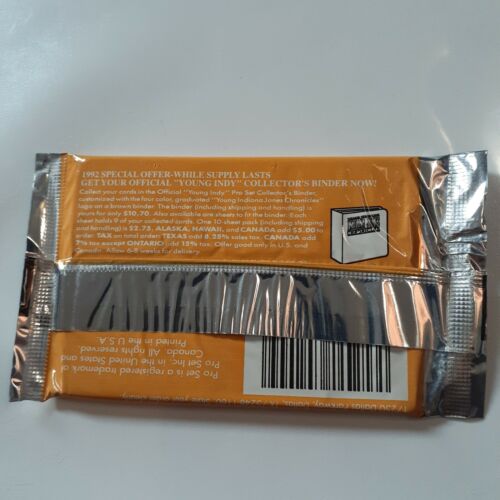 1992 SPECIAL OFFER-WHILE SUPPLY LASTS
GET YOUR OFFICIAL "YOUNG INDY" COLLECTOR'S BINDER NOW!
Collect your cards in the Official "Young Indy" Pro Set Collector's Binder,
customized with the four color, graduated "Young Indiana Jones Chronicles"
logo on a brown binder. The binder (including shipping and handling) is
yours for only $10.70. Also available are sheets to fit the binder. Each
sheet holds 9 of your collected cards. One 10-sheet pack (including shipping
and handling) is $2.75. ALASKA, HAWAII, and CANADA add $5.00 to
order. TAX on total order: TEXAS add 8.25% sales tax. CANADA add
7% tax except ONTARIO add 15% tax. Offer good only in U.S. and
Canada. Allow 6-8 weeks for delivery.
Pro Set is a registered trademark of
Pro Set Inc. in the United States and
Canada. All rights reserved.
Printed in the U.S.A.
17250 Dallas Parkway, Dallas, TX 75248